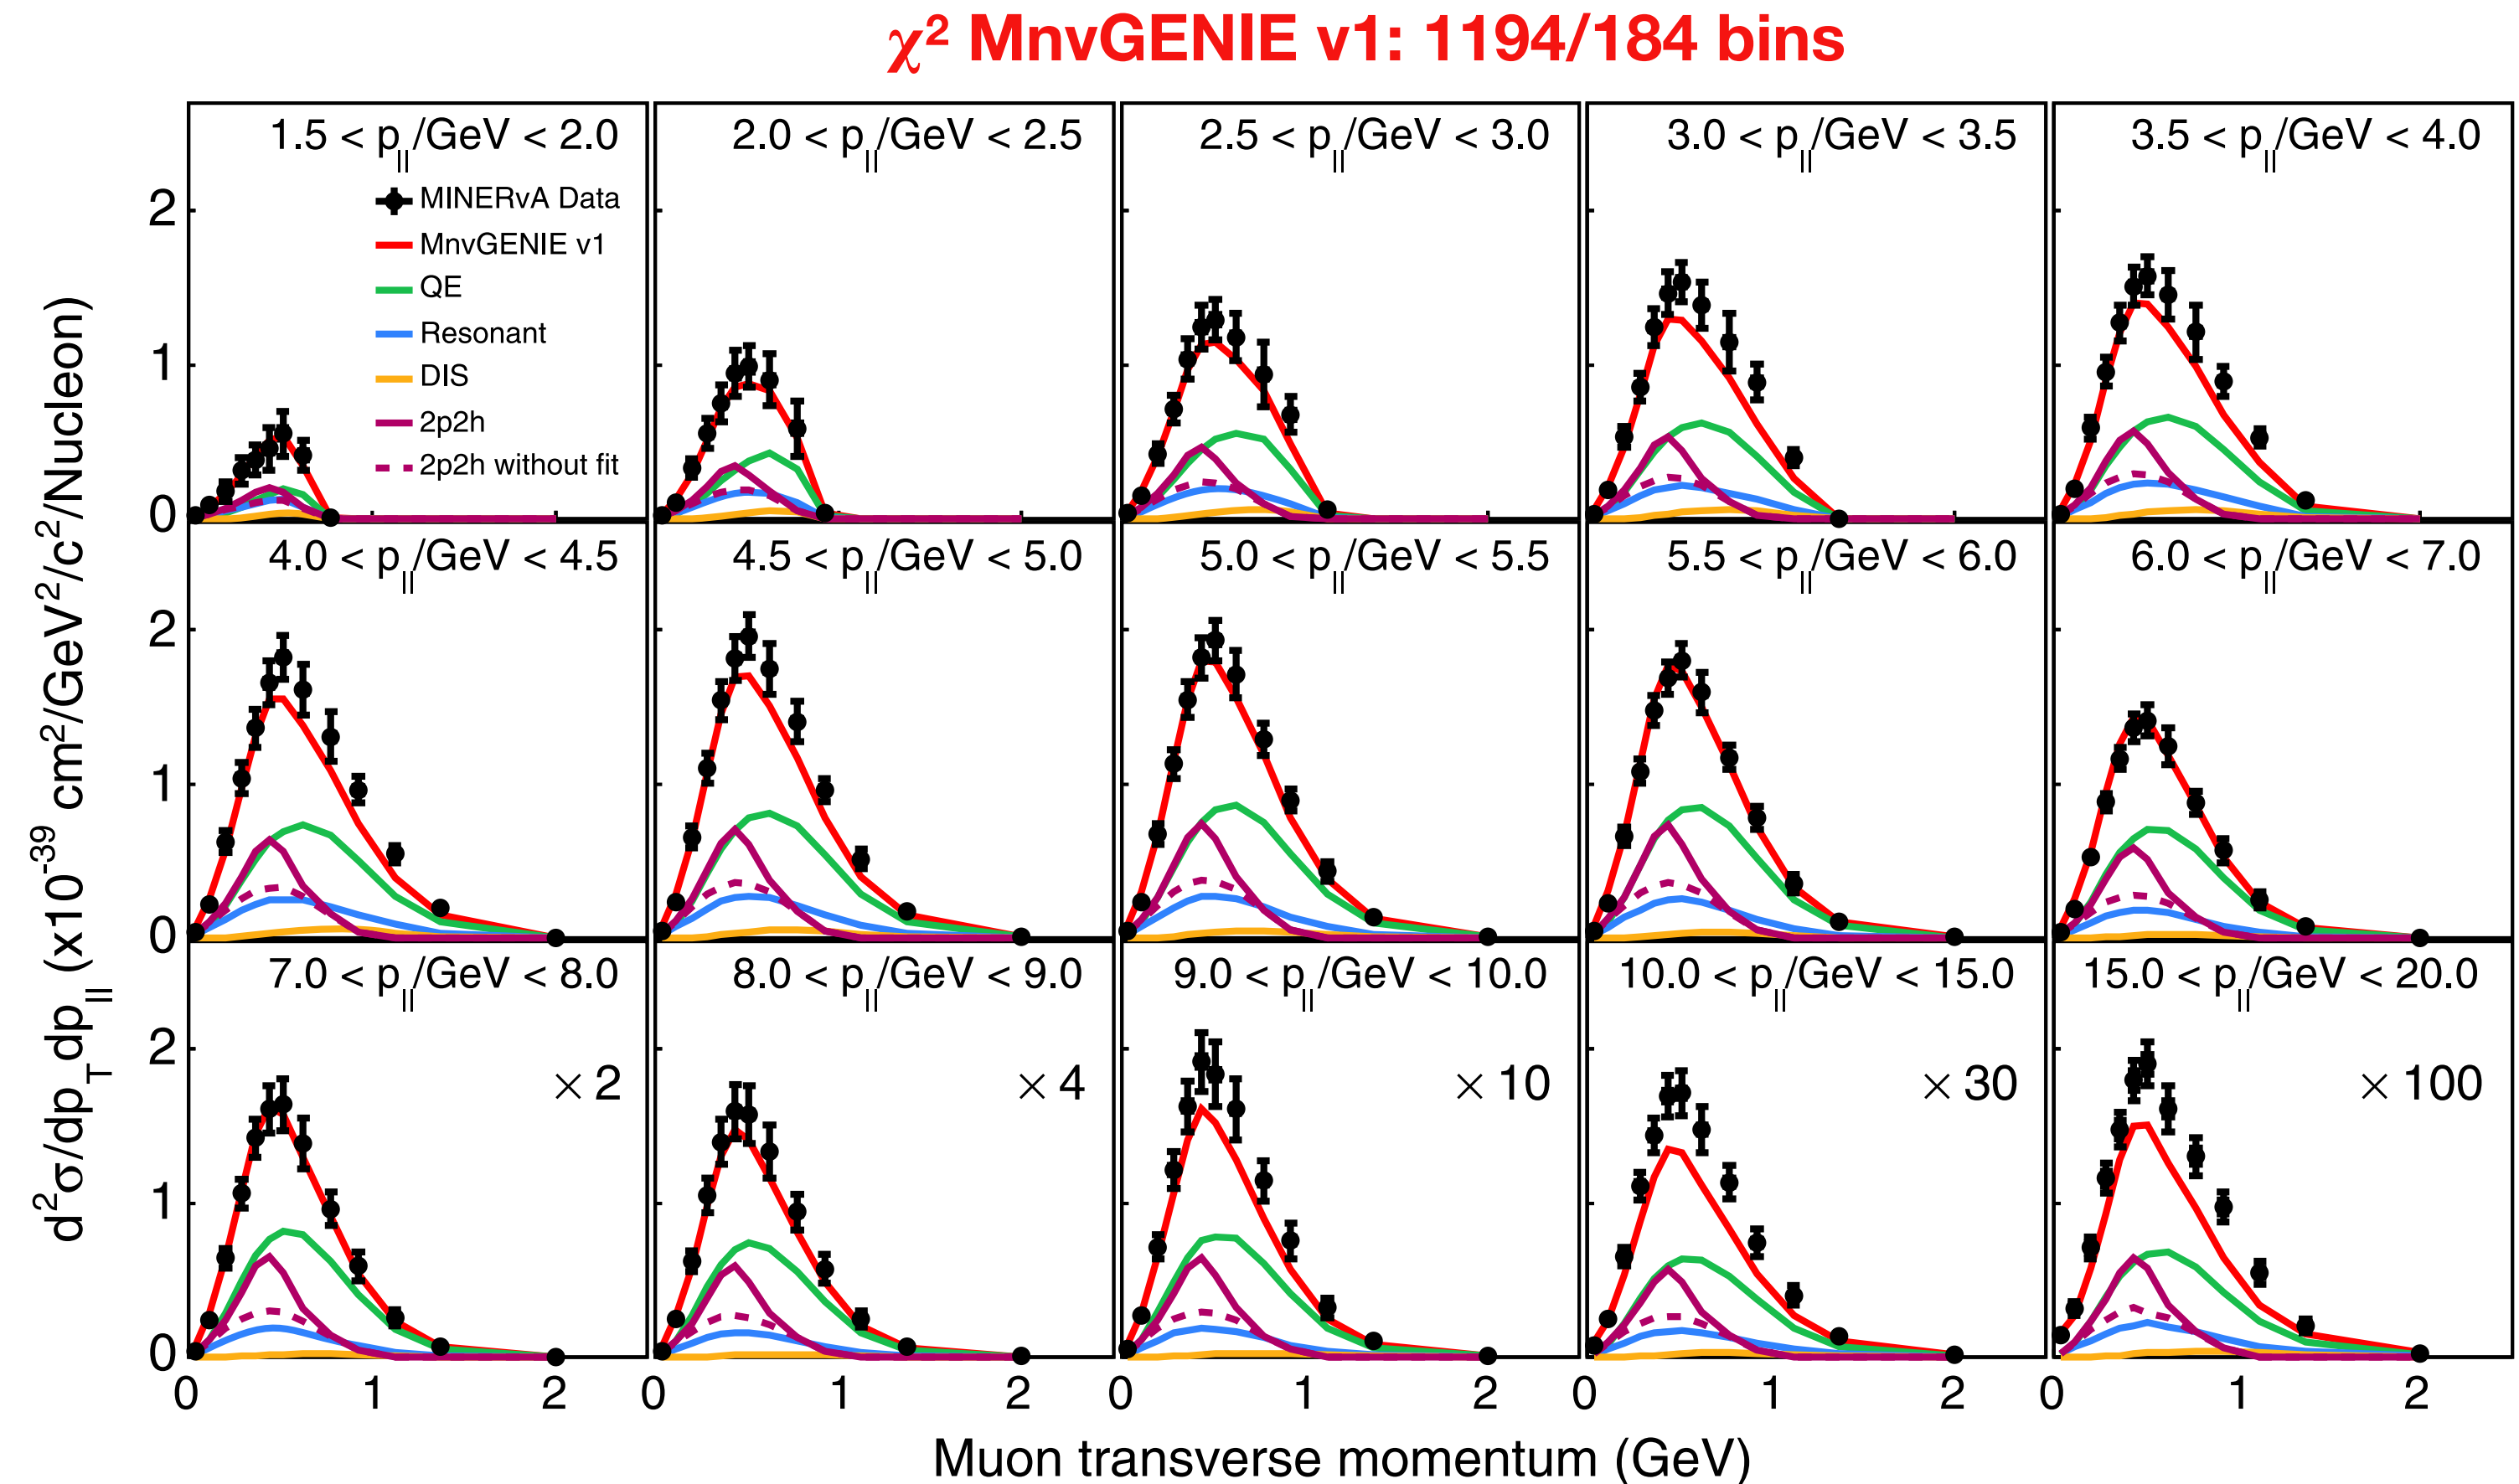 χ² MnvGENIE v1: 1194/184 bins
1.5 < p||/GeV < 2.0
2.0 < p||/GeV < 2.5
2.5 < p||/GeV < 3.0
3.0 < p||/GeV < 3.5
3.5 < p||/GeV < 4.0
MINERvA Data
MnvGENIE v1
QE
Resonant
DIS
2p2h
2p2h without fit
2
1
0
4.0 < p||/GeV < 4.5
4.5 < p||/GeV < 5.0
5.0 < p||/GeV < 5.5
5.5 < p||/GeV < 6.0
6.0 < p||/GeV < 7.0
2
1
0
7.0 < p||/GeV < 8.0
8.0 < p||/GeV < 9.0
9.0 < p||/GeV < 10.0
10.0 < p||/GeV < 15.0
15.0 < p||/GeV < 20.0
× 2
× 4
× 10
× 30
× 100
2
1
0
0 1 2
0 1 2
0 1 2
0 1 2
0 1 2
d²σ/dp_T dp_|| (x10⁻³⁹ cm²/GeV²/c²/Nucleon)
Muon transverse momentum (GeV)